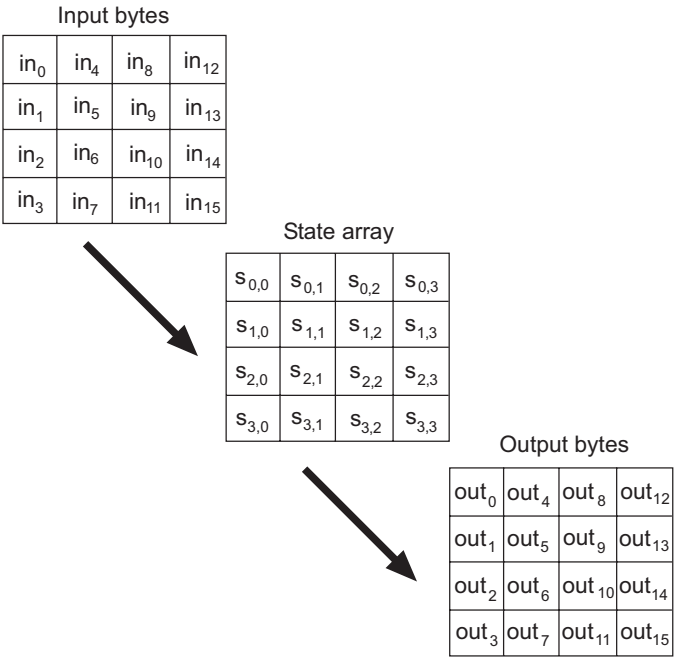 Input bytes
in₀ in₄ in₈ in₁₂
in₁ in₅ in₉ in₁₃
in₂ in₆ in₁₀ in₁₄
in₃ in₇ in₁₁ in₁₅
State array
s₀,₀ s₀,₁ s₀,₂ s₀,₃
s₁,₀ s₁,₁ s₁,₂ s₁,₃
s₂,₀ s₂,₁ s₂,₂ s₂,₃
s₃,₀ s₃,₁ s₃,₂ s₃,₃
Output bytes
out₀ out₄ out₈ out₁₂
out₁ out₅ out₉ out₁₃
out₂ out₆ out₁₀ out₁₄
out₃ out₇ out₁₁ out₁₅